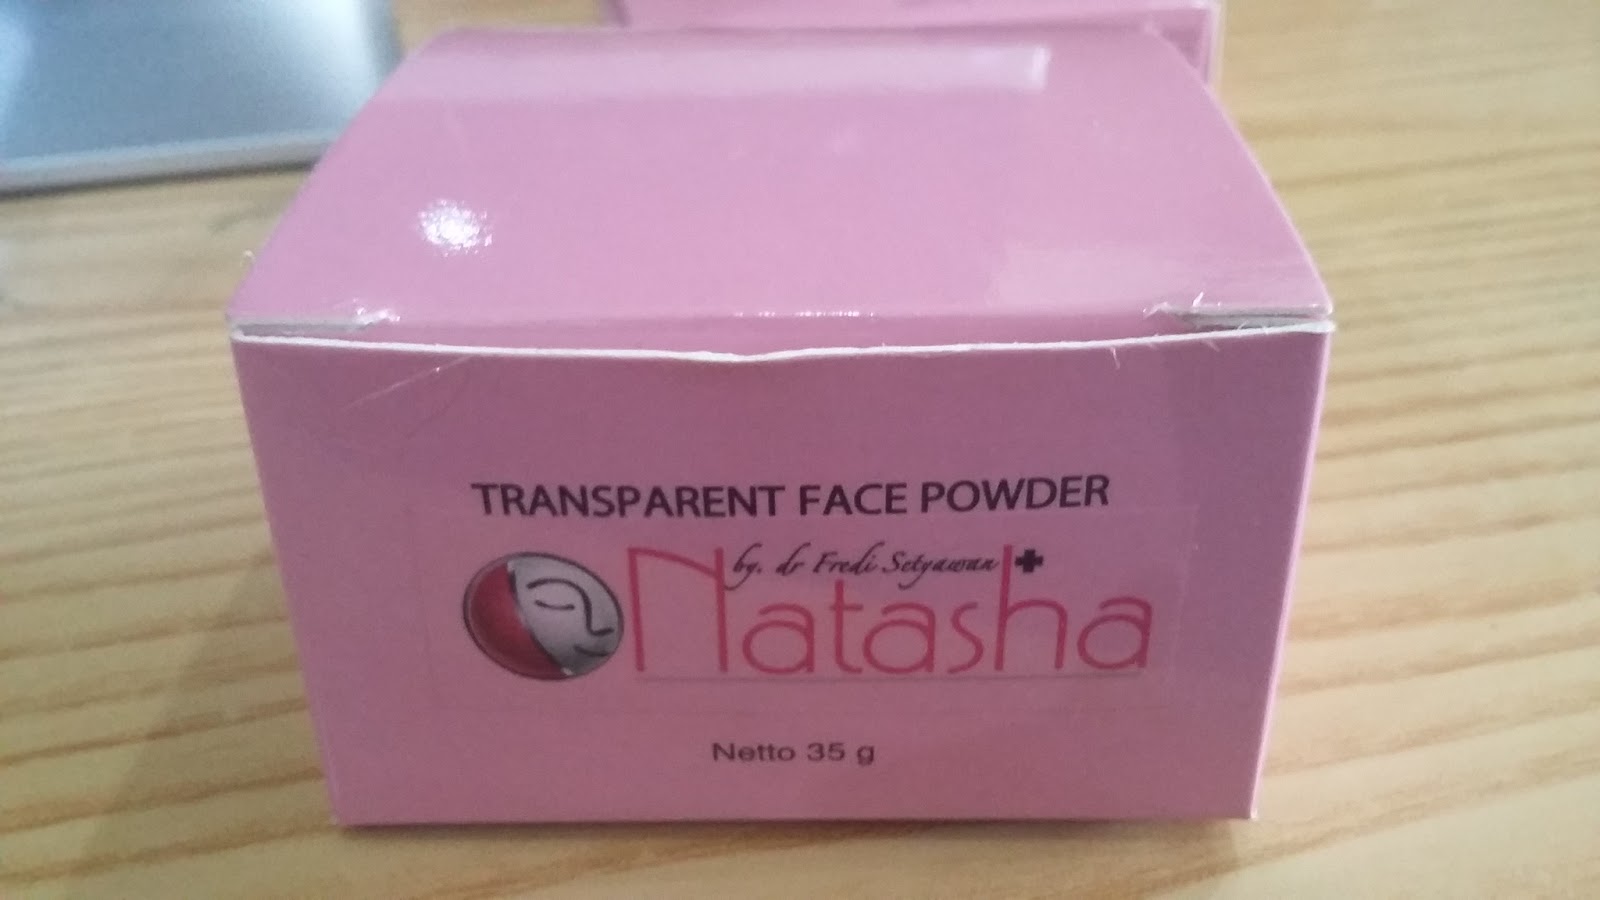 TRANSPARENT FACE POWDER
by. dr Fredi Setyawan
Natasha
Netto 35 g